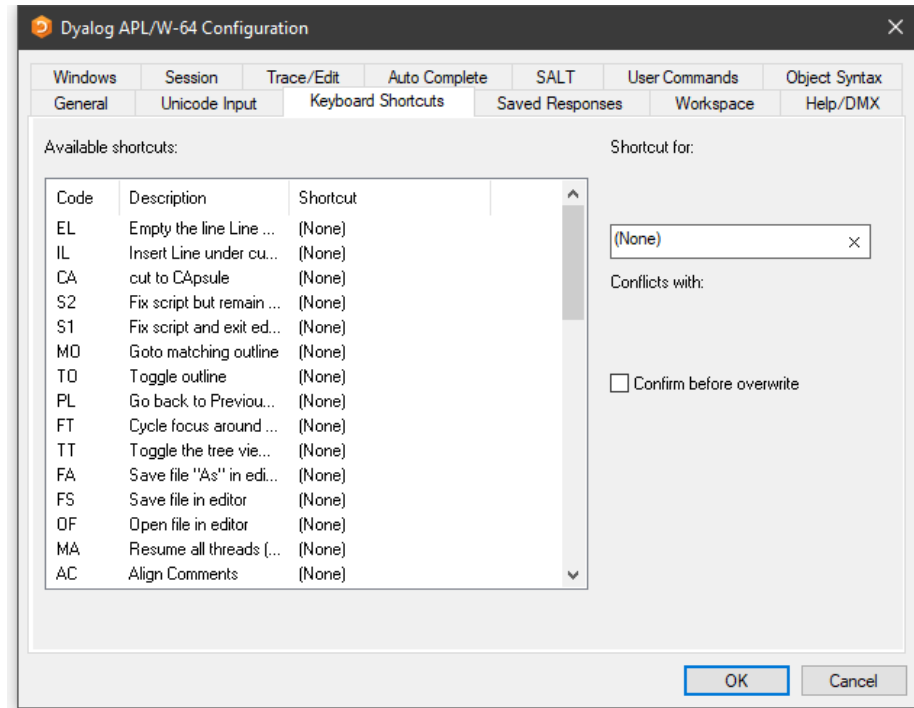 Dyalog APL/W-64 Configuration
Windows Session Trace/Edit Auto Complete SALT User Commands Object Syntax
General Unicode Input Keyboard Shortcuts Saved Responses Workspace Help/DMX
Available shortcuts:
Shortcut for:
Code Description Shortcut
EL Empty the line Line ... (None)
IL Insert Line under cu... (None)
CA cut to CApsule (None)
S2 Fix script but remain ... (None)
S1 Fix script and exit ed... (None)
MO Goto matching outline (None)
TO Toggle outline (None)
PL Go back to Previou... (None)
FT Cycle focus around ... (None)
TT Toggle the tree vie... (None)
FA Save file "As" in edi... (None)
FS Save file in editor (None)
OF Open file in editor (None)
MA Resume all threads (... (None)
AC Align Comments (None)
(None)
Conflicts with:
Confirm before overwrite
OK Cancel